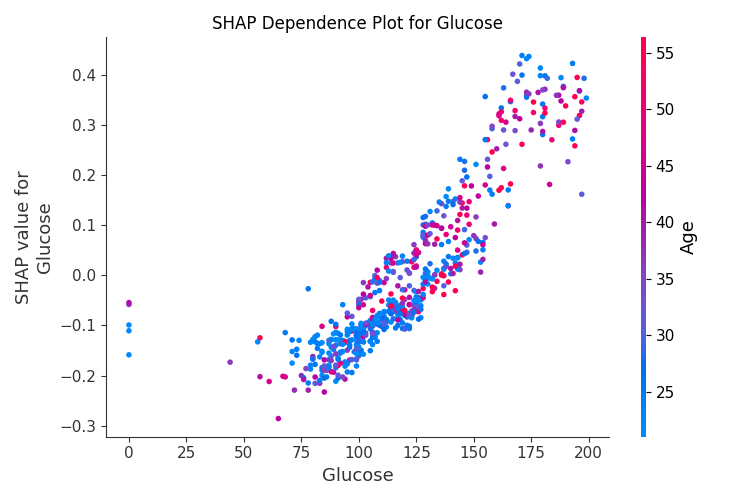 SHAP Dependence Plot for Glucose
SHAP value for
Glucose
0.4
0.3
0.2
0.1
0.0
−0.1
−0.2
−0.3
0 25 50 75 100 125 150 175 200
Glucose
55
50
45
40
35
30
25
Age